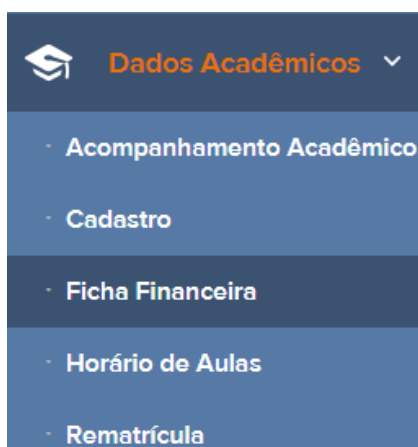 Dados Acadêmicos
Acompanhamento Acadêmico
Cadastro
Ficha Financeira
Horário de Aulas
Rematrícula